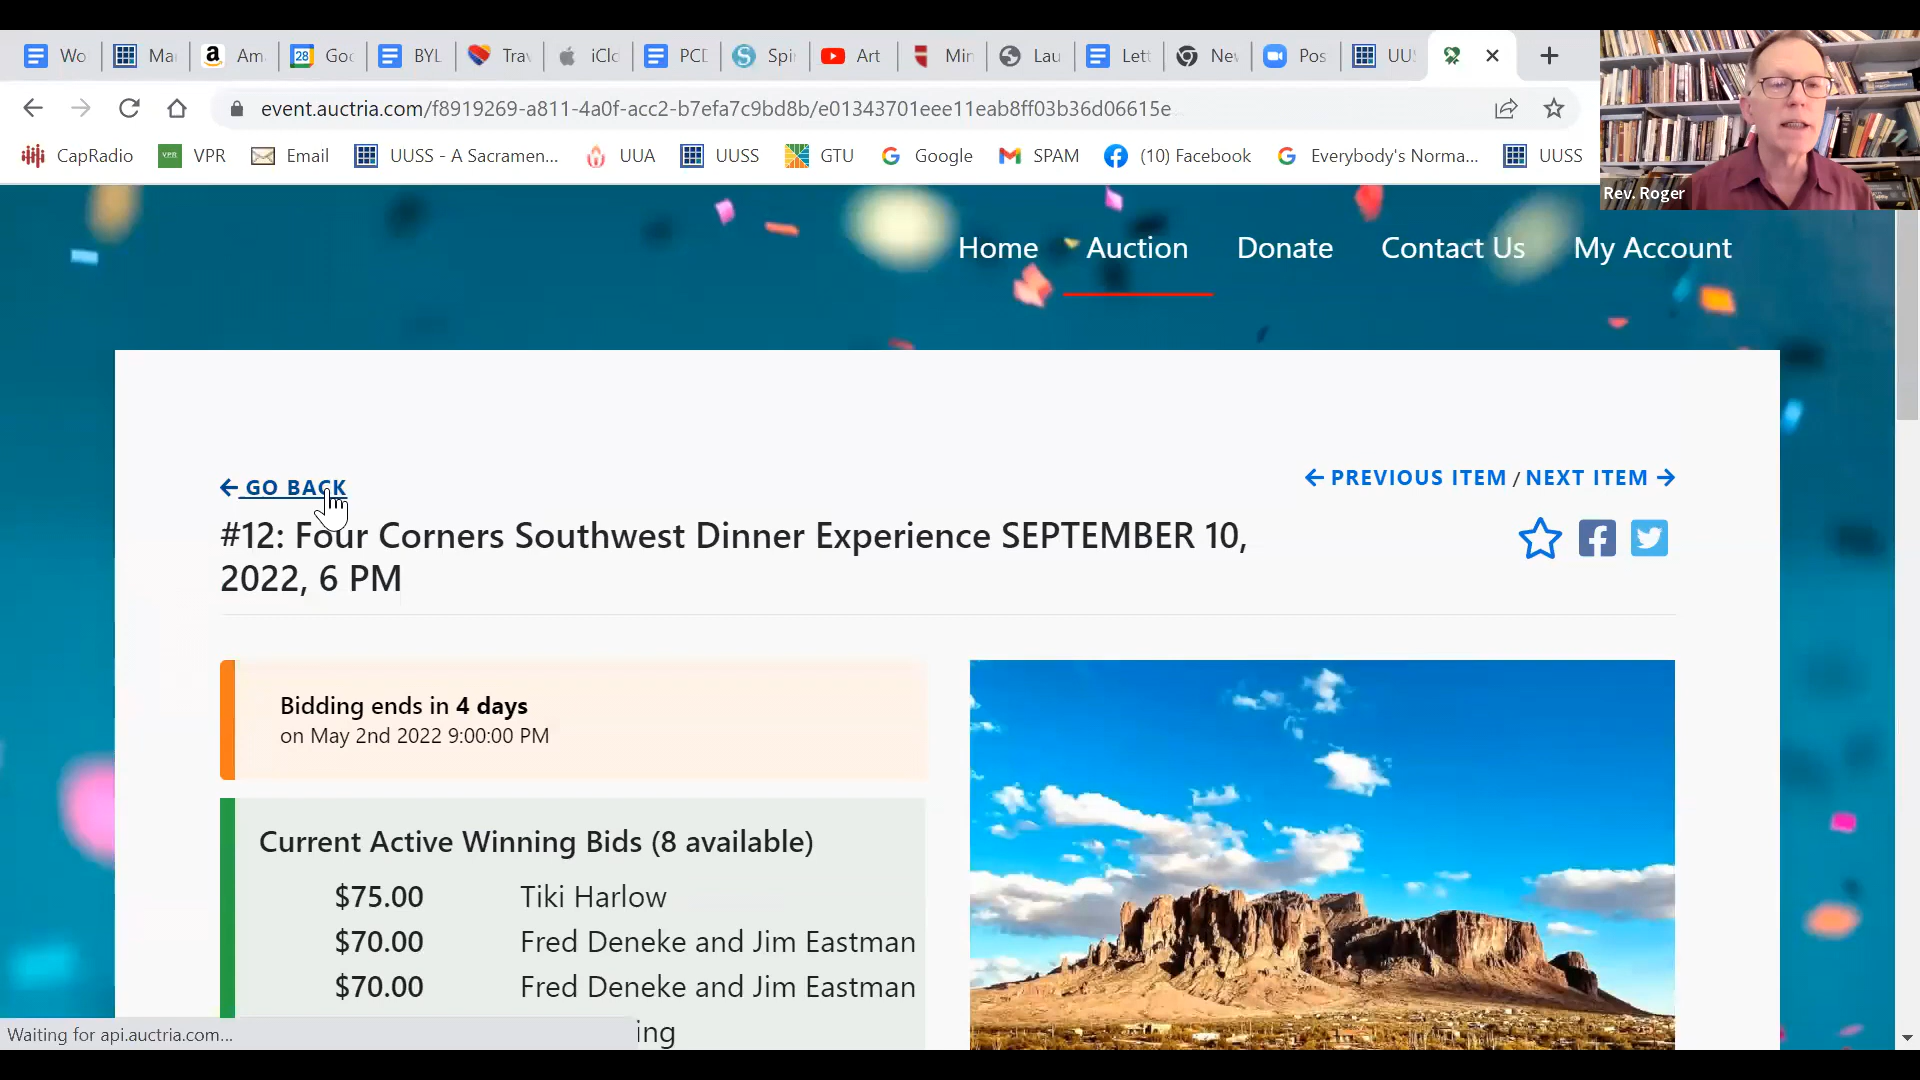 Wo
Ma
Am
28
Goo
BYL
Trav
iClo
PCD
Spi
Art
Min
Lau
Lett
Nev
Pos
UU
event.auctria.com/f8919269-a811-4a0f-acc2-b7efa7c9bd8b/e01343701eee11eab8ff03b36d06615e
CapRadio
VPR
VPR
Email
UUSS - A Sacramen...
UUA
UUSS
GTU
Google
SPAM
(10) Facebook
Everybody's Norma...
UUSS
Rev. Roger
Home
Auction
Donate
Contact Us
My Account
GO BACK
PREVIOUS ITEM / NEXT ITEM
#12: Four Corners Southwest Dinner Experience SEPTEMBER 10,
2022, 6 PM
Bidding ends in 4 days
on May 2nd 2022 9:00:00 PM
Current Active Winning Bids (8 available)
$75.00 Tiki Harlow
$70.00 Fred Deneke and Jim Eastman
$70.00 Fred Deneke and Jim Eastman
ing
Waiting for api.auctria.com...